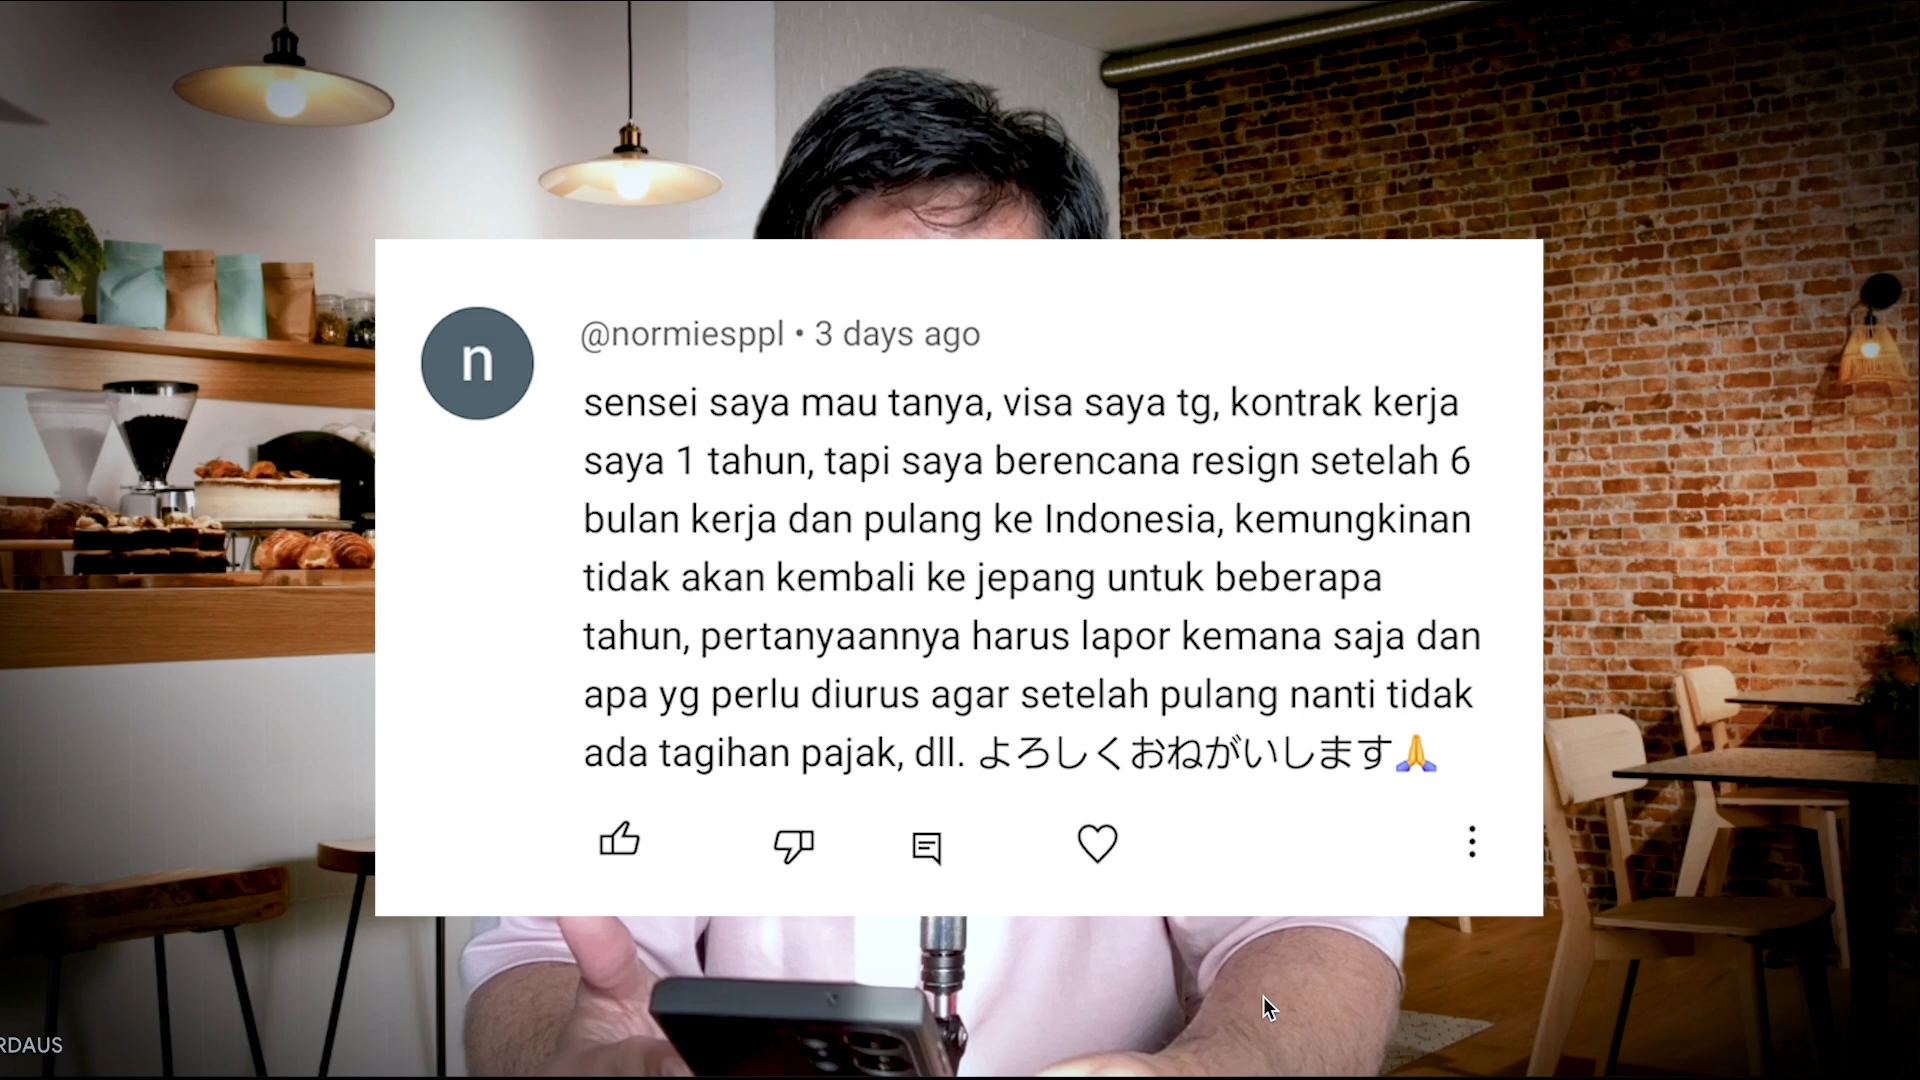 @normiesppl • 3 days ago
n
sensei saya mau tanya, visa saya tg, kontrak kerja
saya 1 tahun, tapi saya berencana resign setelah 6
bulan kerja dan pulang ke Indonesia, kemungkinan
tidak akan kembali ke jepang untuk beberapa
tahun, pertanyaannya harus lapor kemana saja dan
apa yg perlu diurus agar setelah pulang nanti tidak
ada tagihan pajak, dll. よろしくおねがいします🙏
RDAUS